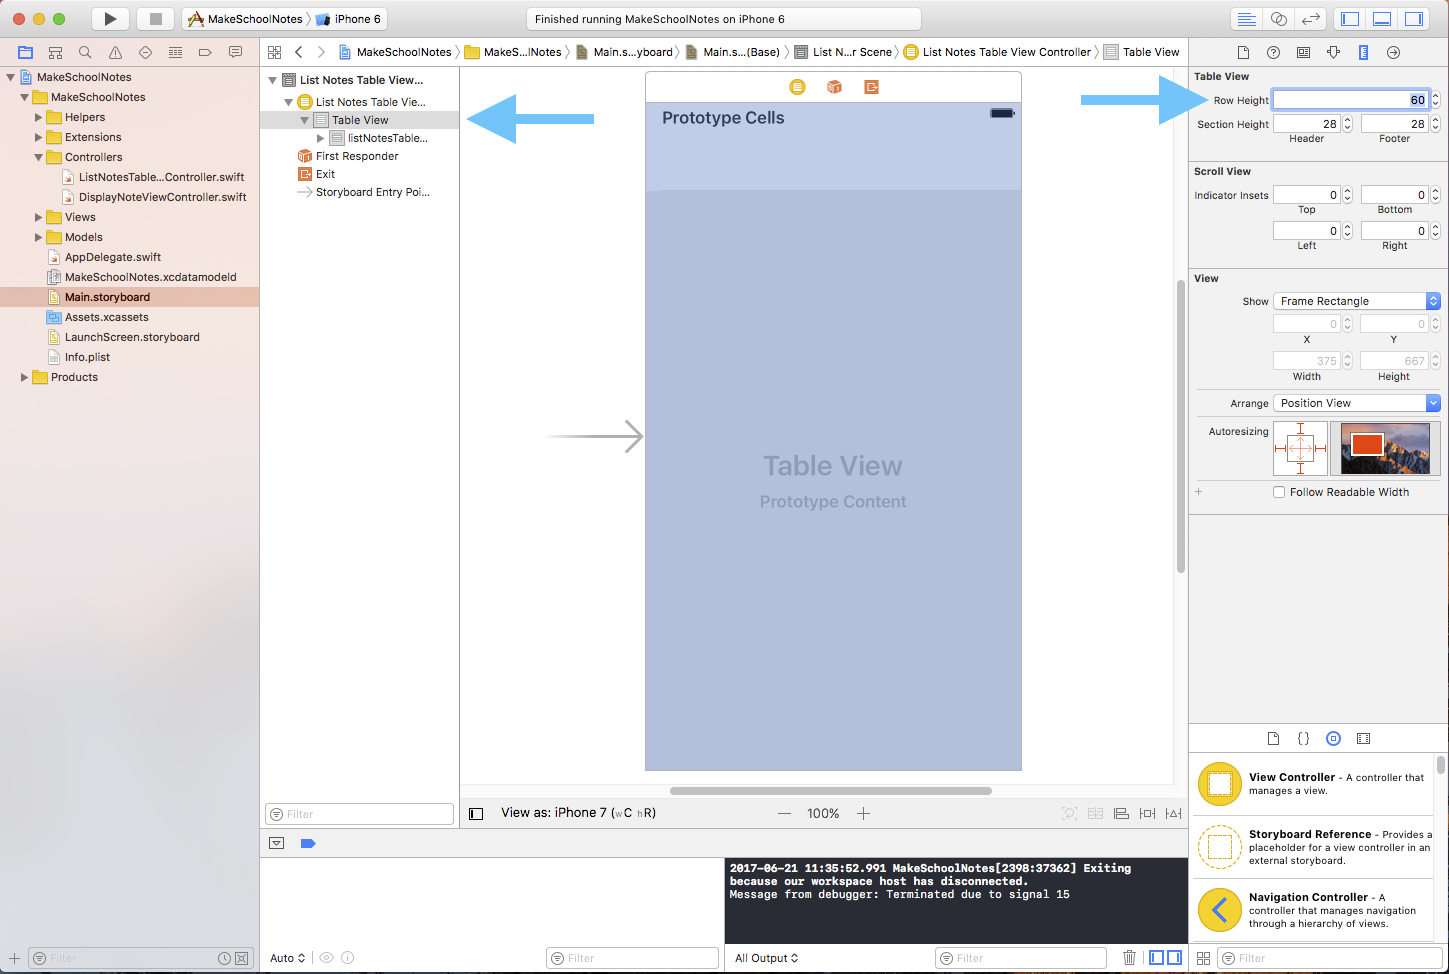 MakeSchoolNotes
iPhone 6
Finished running MakeSchoolNotes on iPhone 6
MakeSchoolNotes
MakeSchoolNotes
Helpers
Extensions
Controllers
ListNotesTable...Controller.swift
DisplayNoteViewController.swift
Views
Models
AppDelegate.swift
MakeSchoolNotes.xcdatamodeld
Main.storyboard
Assets.xcassets
LaunchScreen.storyboard
Info.plist
Products
Filter
MakeSchoolNotes
MakeS...lNotes
Main.s...yboard
Main.s...(Base)
List N...r Scene
List Notes Table View Controller
Table View
List Notes Table View...
List Notes Table Vie...
Table View
listNotesTable...
First Responder
Exit
Storyboard Entry Poi...
Filter
Prototype Cells
Table View
Prototype Content
View as: iPhone 7 (wC hR)
100%
Auto
Filter
2017-06-21 11:35:52.991 MakeSchoolNotes[2398:37362] Exiting
because our workspace host has disconnected.
Message from debugger: Terminated due to signal 15
All Output
Filter
Table View
Row Height 60
Section Height 28 28
Header Footer
Scroll View
Indicator Insets 0 0
Top Bottom
0 0
Left Right
View
Show Frame Rectangle
0 0
X Y
375 667
Width Height
Arrange Position View
Autoresizing
Follow Readable Width
View Controller - A controller that
manages a view.
Storyboard Reference - Provides a
placeholder for a view controller in an
external storyboard.
Navigation Controller - A
controller that manages navigation
through a hierarchy of views.
Filter